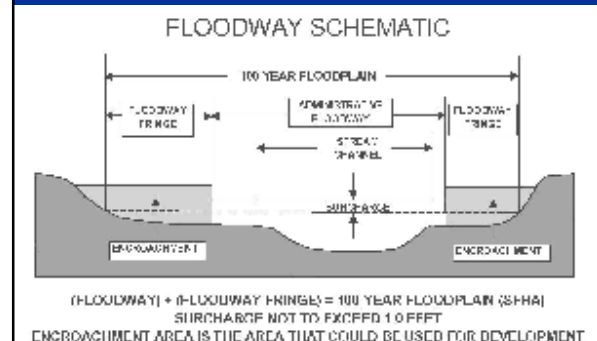 FLOODWAY SCHEMATIC
100 YEAR FLOODPLAIN
FLOODWAY
FRINGE
ADMINISTRATIVE
FLOODWAY
FLOODWAY
FRINGE
STREAM
CHANNEL
SURCHARGE
ENCROACHMENT
ENCROACHMENT
(FLOODWAY) + (FLOODWAY FRINGE) = 100 YEAR FLOODPLAIN (SFHA)
SURCHARGE NOT TO EXCEED 1.0 FEET
ENCROACHMENT AREA IS THE AREA THAT COULD BE USED FOR DEVELOPMENT